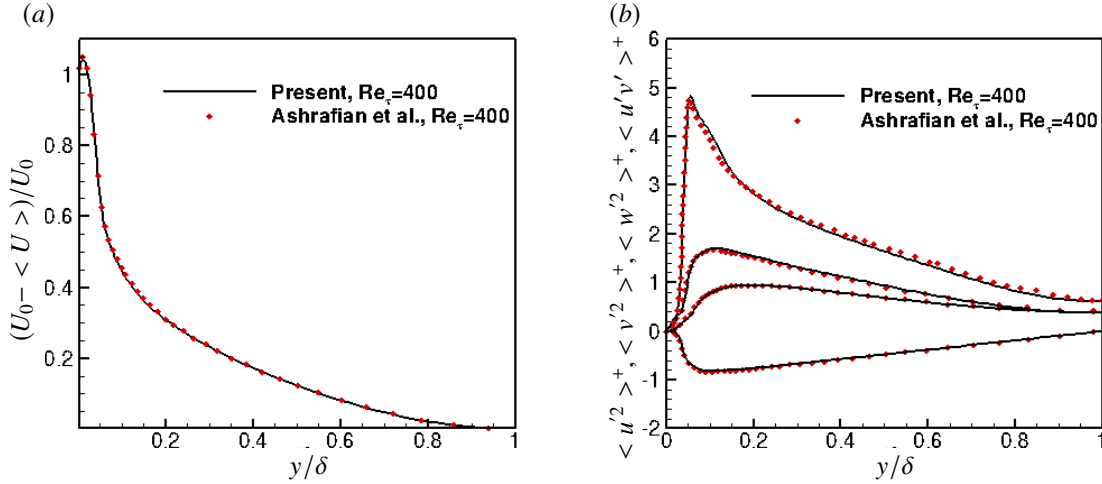 (a)
(U₀− < U >)/U₀
1
0.8
0.6
0.4
0.2
Present, Reτ=400
Ashrafian et al., Reτ=400
0.2 0.4 0.6 0.8 1
y/δ
(b)
< u′² >⁺, < v′² >⁺, < w′² >⁺, < u′v′ >⁺
6
5
4
3
2
1
0
-1
-2
Present, Reτ=400
Ashrafian et al., Reτ=400
0 0.2 0.4 0.6 0.8 1
y/δ